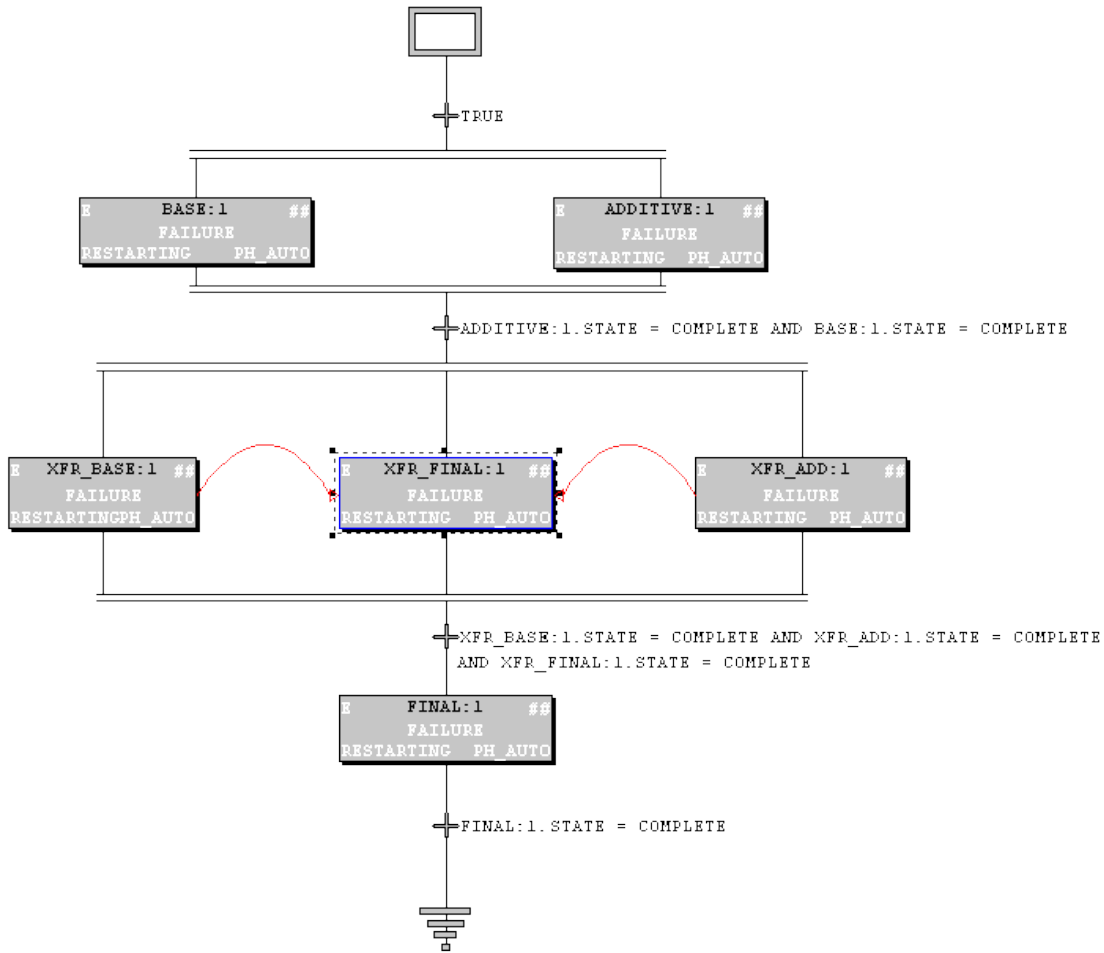 TRUE
E BASE:1 ##
FAILURE
RESTARTING PH_AUTO
E ADDITIVE:1 ##
FAILURE
RESTARTING PH_AUTO
ADDITIVE:1.STATE = COMPLETE AND BASE:1.STATE = COMPLETE
E XFR_BASE:1 ##
FAILURE
RESTARTINGPH_AUTO
E XFR_FINAL:1 ##
FAILURE
RESTARTING PH_AUTO
E XFR_ADD:1 ##
FAILURE
RESTARTING PH_AUTO
XFR_BASE:1.STATE = COMPLETE AND XFR_ADD:1.STATE = COMPLETE
AND XFR_FINAL:1.STATE = COMPLETE
E FINAL:1 ##
FAILURE
RESTARTING PH_AUTO
FINAL:1.STATE = COMPLETE